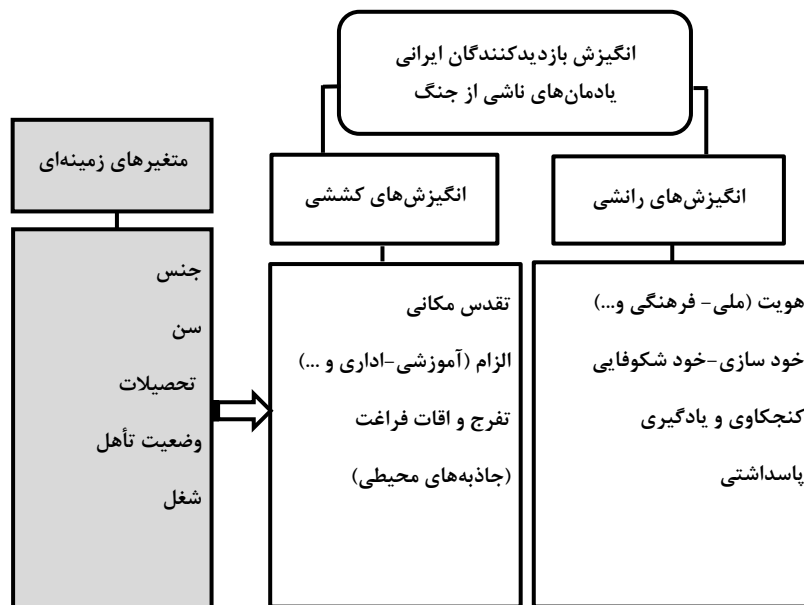 انگیزش بازدیدکنندگان ایرانی
یادمان‌های ناشی از جنگ
انگیزش‌های رانشی
هویت (ملی- فرهنگی و...)
خود سازی-خود شکوفایی
کنجکاوی و یادگیری
پاسداشتی
انگیزش‌های کششی
تقدس مکانی
الزام (آموزشی-اداری و ...)
تفرج و اقات فراغت
(جاذبه‌های محیطی)
متغیرهای زمینه‌ای
جنس
سن
تحصیلات
وضعیت تأهل
شغل